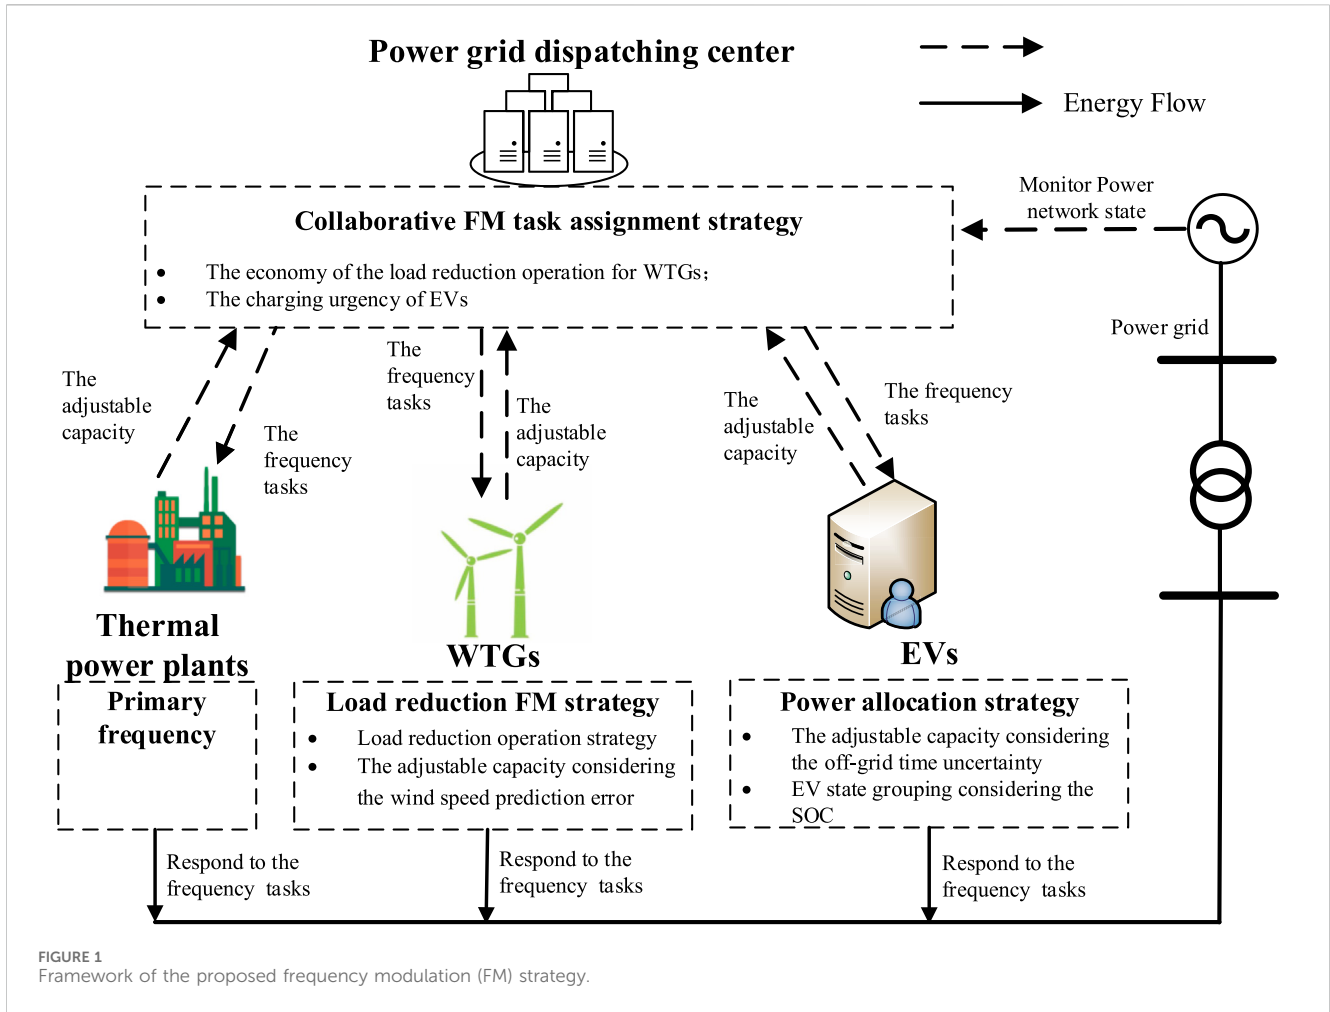 Power grid dispatching center
Energy Flow
Monitor Power
network state
Collaborative FM task assignment strategy
• The economy of the load reduction operation for WTGs;
• The charging urgency of EVs
Power grid
The
adjustable
capacity
The
frequency
tasks
The
frequency
tasks
The
adjustable
capacity
The
adjustable
capacity
The frequency
tasks
Thermal
power plants
WTGs
EVs
Primary
frequency
Load reduction FM strategy
• Load reduction operation strategy
• The adjustable capacity considering
the wind speed prediction error
Power allocation strategy
• The adjustable capacity considering
the off-grid time uncertainty
• EV state grouping considering the
SOC
Respond to the
frequency tasks
Respond to the
frequency tasks
Respond to the
frequency tasks
FIGURE 1
Framework of the proposed frequency modulation (FM) strategy.